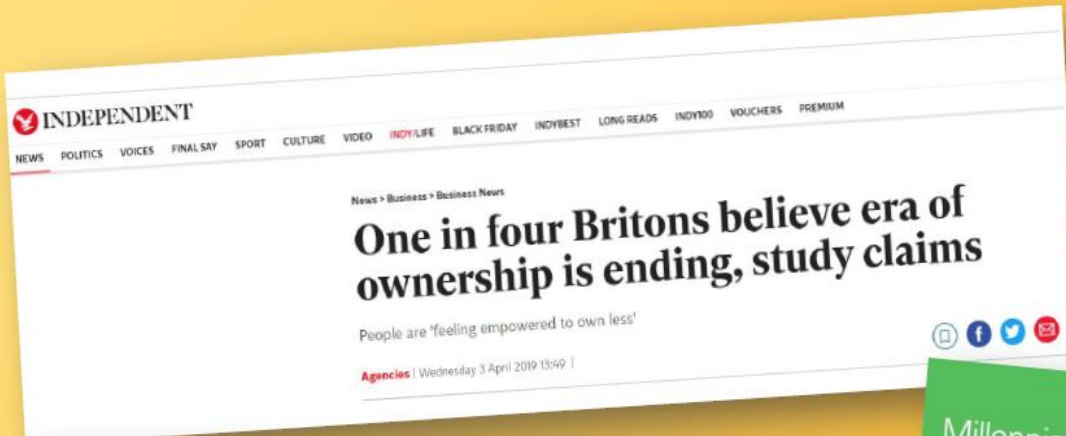 INDEPENDENT
NEWS POLITICS VOICES FINAL SAY SPORT CULTURE VIDEO INDY/LIFE BLACK FRIDAY INDYBEST LONG READS INDY100 VOUCHERS PREMIUM
News > Business > Business News
One in four Britons believe era of
ownership is ending, study claims
People are 'feeling empowered to own less'
Agencies | Wednesday 3 April 2019 13:49 |